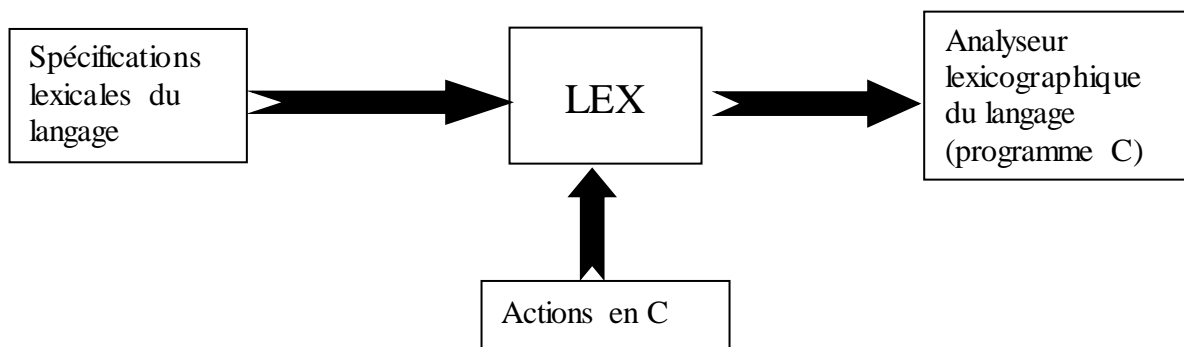 Spécifications
lexicales du
langage
LEX
Analyseur
lexicographique
du langage
(programme C)
Actions en C